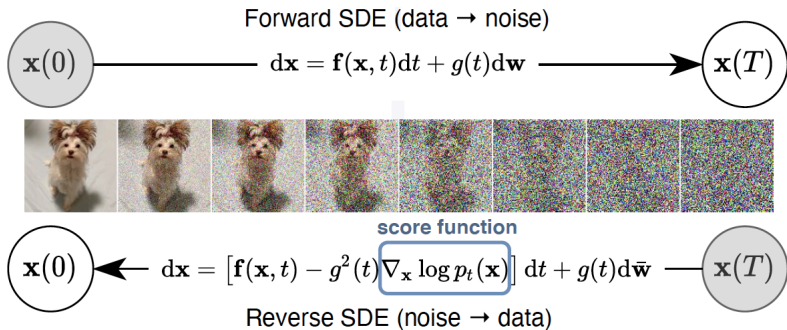 Forward SDE (data → noise)
x(0) dx = f(x, t)dt + g(t)dw x(T)
score function
x(0) dx = [f(x, t) − g²(t)∇ₓ log pₜ(x)] dt + g(t)dw̄ x(T)
Reverse SDE (noise → data)